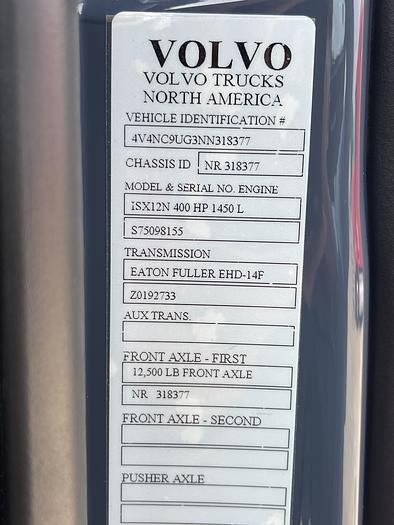 VOLVO
VOLVO TRUCKS
NORTH AMERICA
VEHICLE IDENTIFICATION #
4V4NC9UG3NN318377
CHASSIS ID NR 318377
MODEL & SERIAL NO. ENGINE
ISX12N 400 HP 1450 L
S75098155
TRANSMISSION
EATON FULLER EHD-14F
Z0192733
AUX TRANS.
FRONT AXLE - FIRST
12,500 LB FRONT AXLE
NR 318377
FRONT AXLE - SECOND
PUSHER AXLE